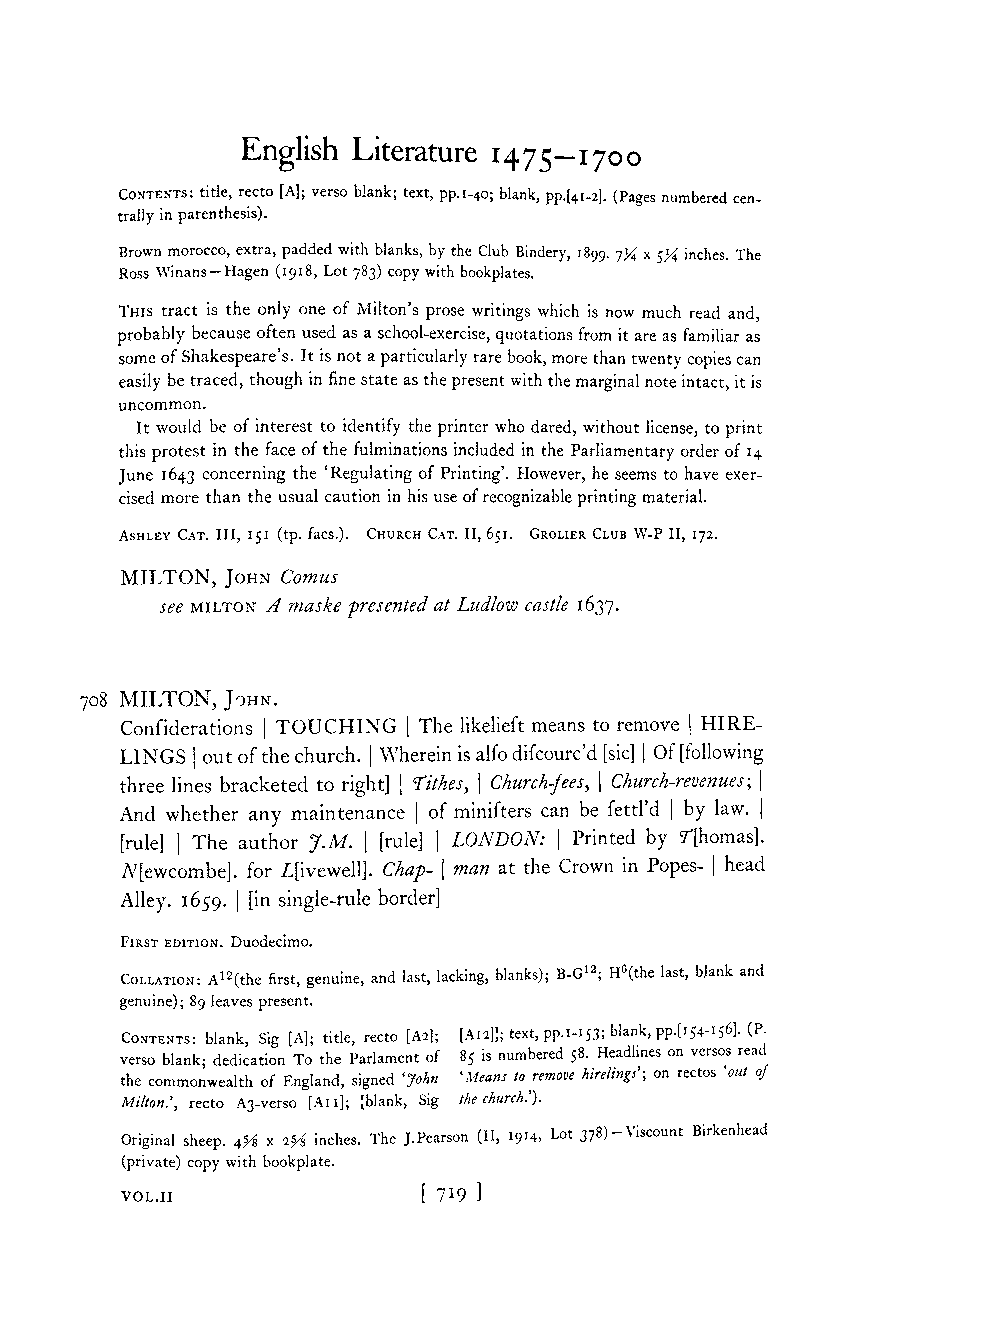 English Literature 1475–1700
CONTENTS: title, recto [A]; verso blank; text, pp.1-40; blank, pp.[41-2]. (Pages numbered cen-
trally in parenthesis).
Brown morocco, extra, padded with blanks, by the Club Bindery, 1899. 7¼ x 5¼ inches. The
Ross Winans—Hagen (1918, Lot 783) copy with bookplates.
THIS tract is the only one of Milton's prose writings which is now much read and,
probably because often used as a school-exercise, quotations from it are as familiar as
some of Shakespeare's. It is not a particularly rare book, more than twenty copies can
easily be traced, though in fine state as the present with the marginal note intact, it is
uncommon.
It would be of interest to identify the printer who dared, without license, to print
this protest in the face of the fulminations included in the Parliamentary order of 14
June 1643 concerning the 'Regulating of Printing'. However, he seems to have exer-
cised more than the usual caution in his use of recognizable printing material.
ASHLEY CAT. III, 151 (tp. facs.). CHURCH CAT. II, 651. GROLIER CLUB W-P II, 172.
MILTON, JOHN Comus
see MILTON A maske presented at Ludlow castle 1637.
708 MILTON, JOHN.
Conſiderations | TOUCHING | The likelieſt means to remove | HIRE-
LINGS | out of the church. | Wherein is alſo diſcourc'd [sic] | Of [following
three lines bracketed to right] | Tithes, | Church-fees, | Church-revenues; |
And whether any maintenance | of miniſters can be ſettl'd | by law. |
[rule] | The author J.M. | [rule] | LONDON: | Printed by T[homas].
N[ewcombe]. for L[ivewell]. Chap- | man at the Crown in Popes- | head
Alley. 1659. | [in single-rule border]
FIRST EDITION. Duodecimo.
COLLATION: A¹²(the first, genuine, and last, lacking, blanks); B-G¹²; H⁶(the last, blank and
genuine); 89 leaves present.
CONTENTS: blank, Sig [A]; title, recto [A2];
verso blank; dedication To the Parlament of
the commonwealth of England, signed 'John
Milton.', recto A3-verso [A11]; [blank, Sig
[A12]]; text, pp.1-153; blank, pp.[154-156]. (P.
85 is numbered 58. Headlines on versos read
'Means to remove hirelings'; on rectos 'out of
the church.').
Original sheep. 4⅝ x 2⅝ inches. The J.Pearson (II, 1914, Lot 378)—Viscount Birkenhead
(private) copy with bookplate.
VOL.II [ 719 ]